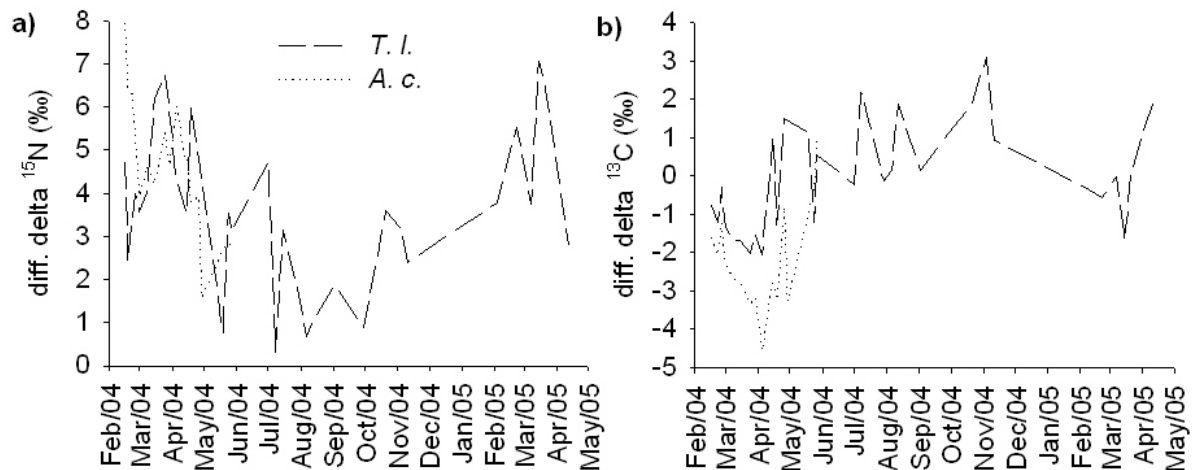 a)
diff. delta ¹⁵N (‰)
8
7
6
5
4
3
2
1
0
T. l.
A. c.
Feb/04
Mar/04
Apr/04
May/04
Jun/04
Jul/04
Aug/04
Sep/04
Oct/04
Nov/04
Dec/04
Jan/05
Feb/05
Mar/05
Apr/05
May/05
b)
diff. delta ¹³C (‰)
4
3
2
1
0
-1
-2
-3
-4
-5
Feb/04
Mar/04
Apr/04
May/04
Jun/04
Jul/04
Aug/04
Sep/04
Oct/04
Nov/04
Dec/04
Jan/05
Feb/05
Mar/05
Apr/05
May/05